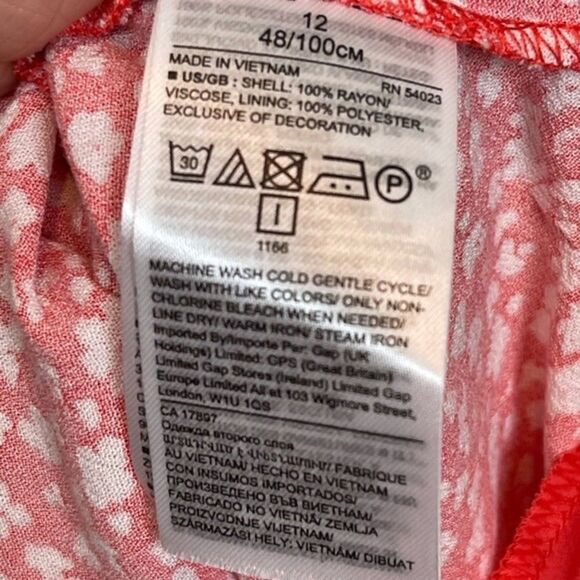 12
48/100CM
MADE IN VIETNAM RN 54023
■ US/GB : SHELL: 100% RAYON/
VISCOSE, LINING: 100% POLYESTER,
EXCLUSIVE OF DECORATION
30 P ®
I
1166
MACHINE WASH COLD GENTLE CYCLE/
WASH WITH LIKE COLORS/ ONLY NON-
CHLORINE BLEACH WHEN NEEDED/
LINE DRY/ WARM IRON/ STEAM IRON
Imported By/Importe Per: Gap (UK
Holdings) Limited: GPS (Great Britain)
Limited Gap Stores (Ireland) Limited Gap
Europe Limited All at 103 Wigmore Street,
London, W1U 1QS
CA 17897
Одежда второго слоя
ԱՐՏԱԴՐՎԱԾ Է ՎԻԵՏՆԱՄՈՒՄ/ FABRIQUE
AU VIETNAM/ HECHO EN VIETNAM
CON INSUMOS IMPORTADOS/
ПРОИЗВЕДЕНО ВЪВ ВИЕТНАМ/
FABRICADO NO VIETNÃ/ ZEMLJA
PROIZVODNJE VIJETNAM/
SZÁRMAZÁSI HELY: VIETNÁM/ DIBUAT